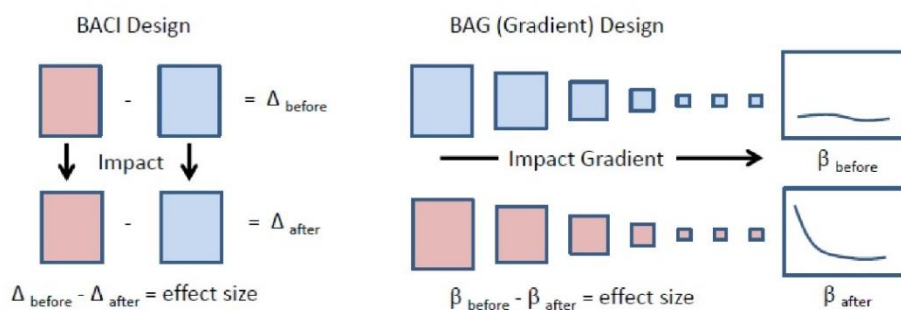 BACI Design
- = Δ before
Impact
- = Δ after
Δ before - Δ after = effect size
BAG (Gradient) Design
Impact Gradient
β before
β before - β after = effect size
β after